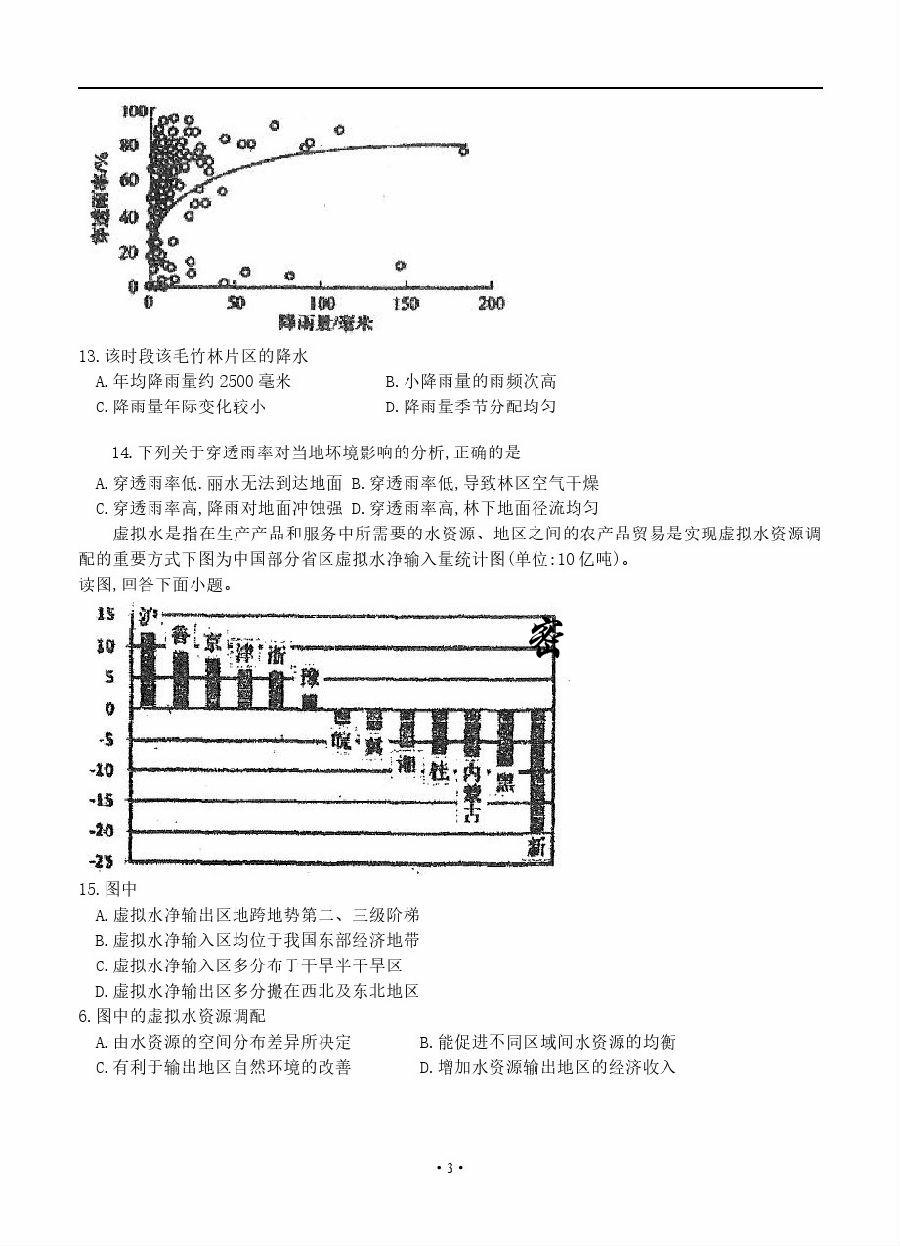 100
80
60
40
20
0
穿透雨率/%
0 50 100 150 200
降雨量/毫米
13.该时段该毛竹林片区的降水
A.年均降雨量约 2500 毫米 B.小降雨量的雨频次高
C.降雨量年际变化较小 D.降雨量季节分配均匀
14.下列关于穿透雨率对当地坏境影响的分析,正确的是
A.穿透雨率低.丽水无法到达地面 B.穿透雨率低,导致林区空气干燥
C.穿透雨率高,降雨对地面冲蚀强 D.穿透雨率高,林下地面径流均匀
虚拟水是指在生产产品和服务中所需要的水资源、地区之间的农产品贸易是实现虚拟水资源调
配的重要方式下图为中国部分省区虚拟水净输入量统计图(单位:10亿吨)。
读图,回答下面小题。
15
10
5
0
-5
-10
-15
-20
-25
沪 香 京 津 浙 豫
皖 冀 湘 桂 内蒙古 黑 新
密
15.图中
A.虚拟水净输出区地跨地势第二、三级阶梯
B.虚拟水净输入区均位于我国东部经济地带
C.虚拟水净输入区多分布丁干早半干早区
D.虚拟水净输出区多分搬在西北及东北地区
6.图中的虚拟水资源调配
A.由水资源的空间分布差异所决定 B.能促进不同区域间水资源的均衡
C.有利于输出地区自然环境的改善 D.增加水资源输出地区的经济收入
·3·